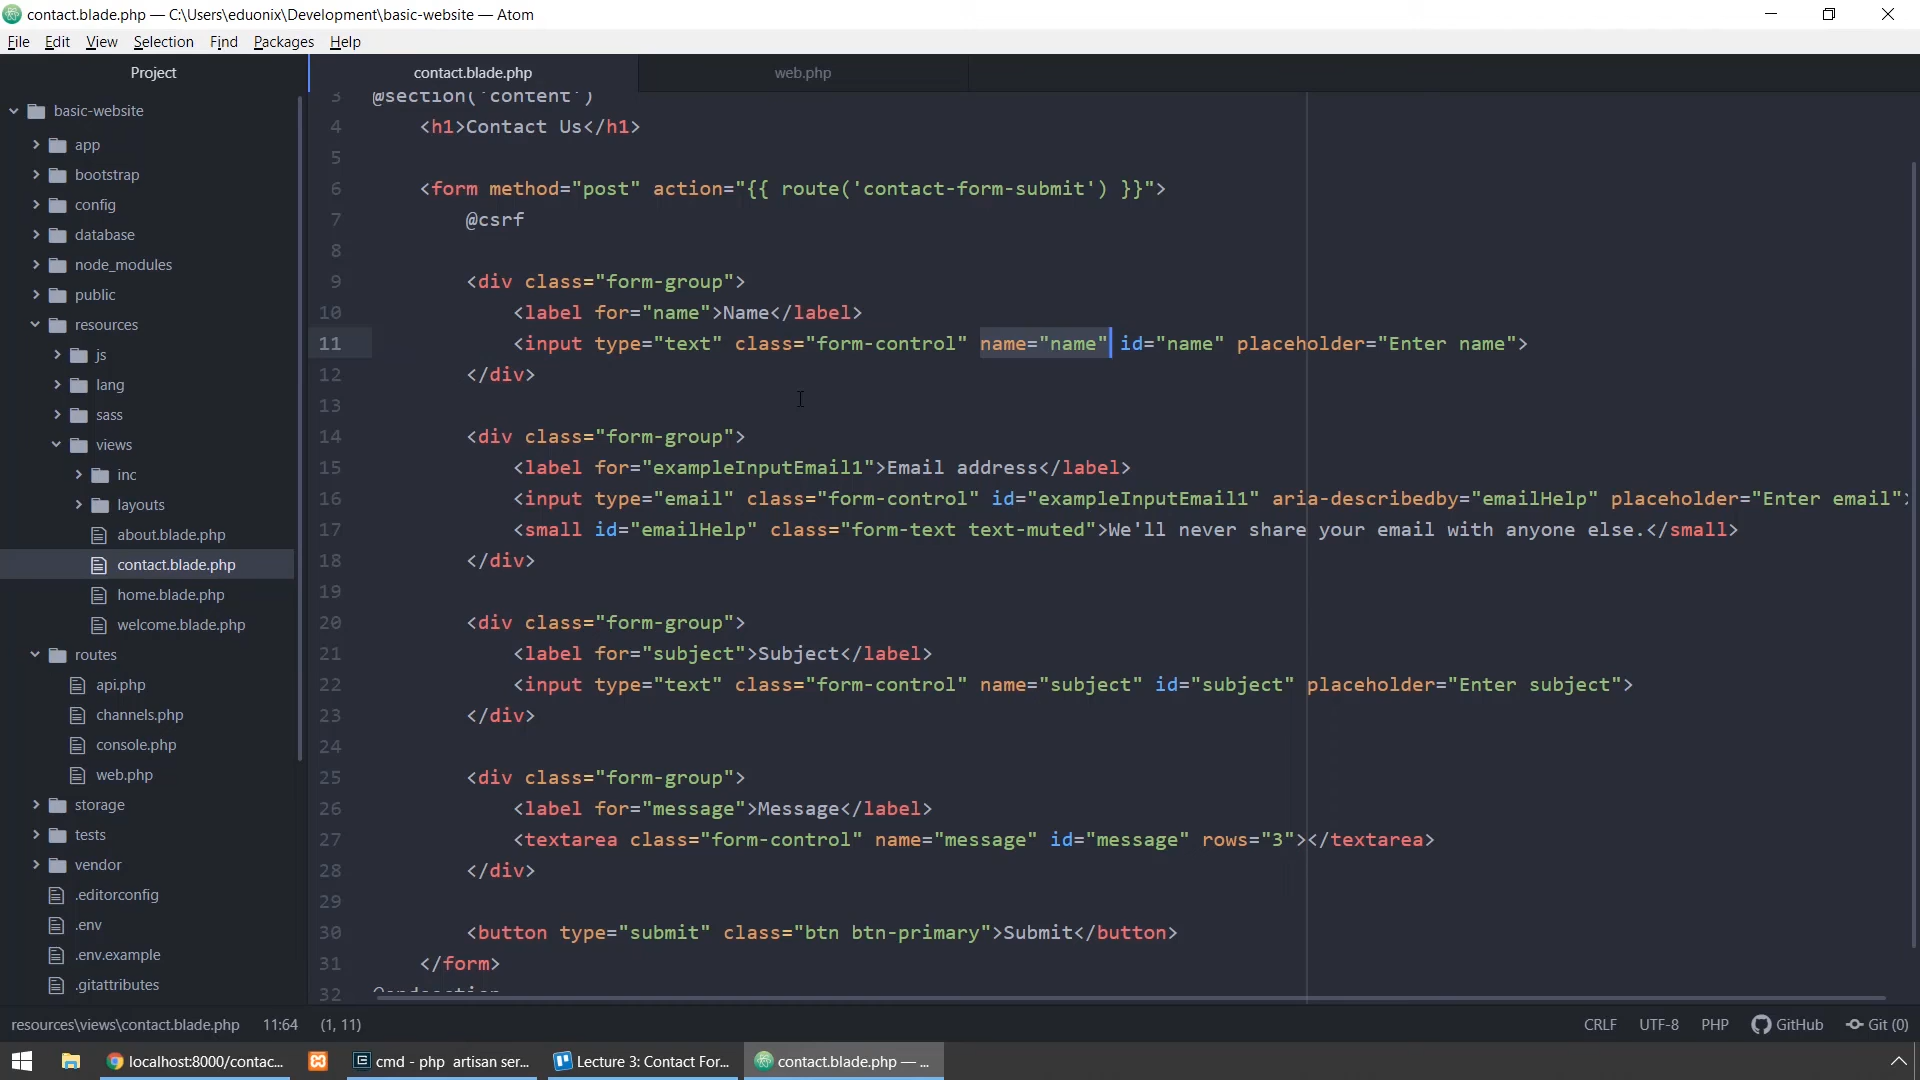 contact.blade.php — C:\Users\eduonix\Development\basic-website — Atom
File Edit View Selection Find Packages Help
Project
contact.blade.php
web.php
basic-website
app
bootstrap
config
database
node_modules
public
resources
js
lang
sass
views
inc
layouts
about.blade.php
contact.blade.php
home.blade.php
welcome.blade.php
routes
api.php
channels.php
console.php
web.php
storage
tests
vendor
.editorconfig
.env
.env.example
.gitattributes
3 @section('content')
4 <h1>Contact Us</h1>
5
6 <form method="post" action="{{ route('contact-form-submit') }}">
7 @csrf
8
9 <div class="form-group">
10 <label for="name">Name</label>
11 <input type="text" class="form-control" name="name" id="name" placeholder="Enter name">
12 </div>
13
14 <div class="form-group">
15 <label for="exampleInputEmail1">Email address</label>
16 <input type="email" class="form-control" id="exampleInputEmail1" aria-describedby="emailHelp" placeholder="Enter email">
17 <small id="emailHelp" class="form-text text-muted">We'll never share your email with anyone else.</small>
18 </div>
19
20 <div class="form-group">
21 <label for="subject">Subject</label>
22 <input type="text" class="form-control" name="subject" id="subject" placeholder="Enter subject">
23 </div>
24
25 <div class="form-group">
26 <label for="message">Message</label>
27 <textarea class="form-control" name="message" id="message" rows="3"></textarea>
28 </div>
29
30 <button type="submit" class="btn btn-primary">Submit</button>
31 </form>
32 @endsection
resources\views\contact.blade.php 11:64 (1, 11)
CRLF UTF-8 PHP GitHub Git (0)
localhost:8000/contac...
cmd - php artisan ser...
Lecture 3: Contact For...
contact.blade.php — ...